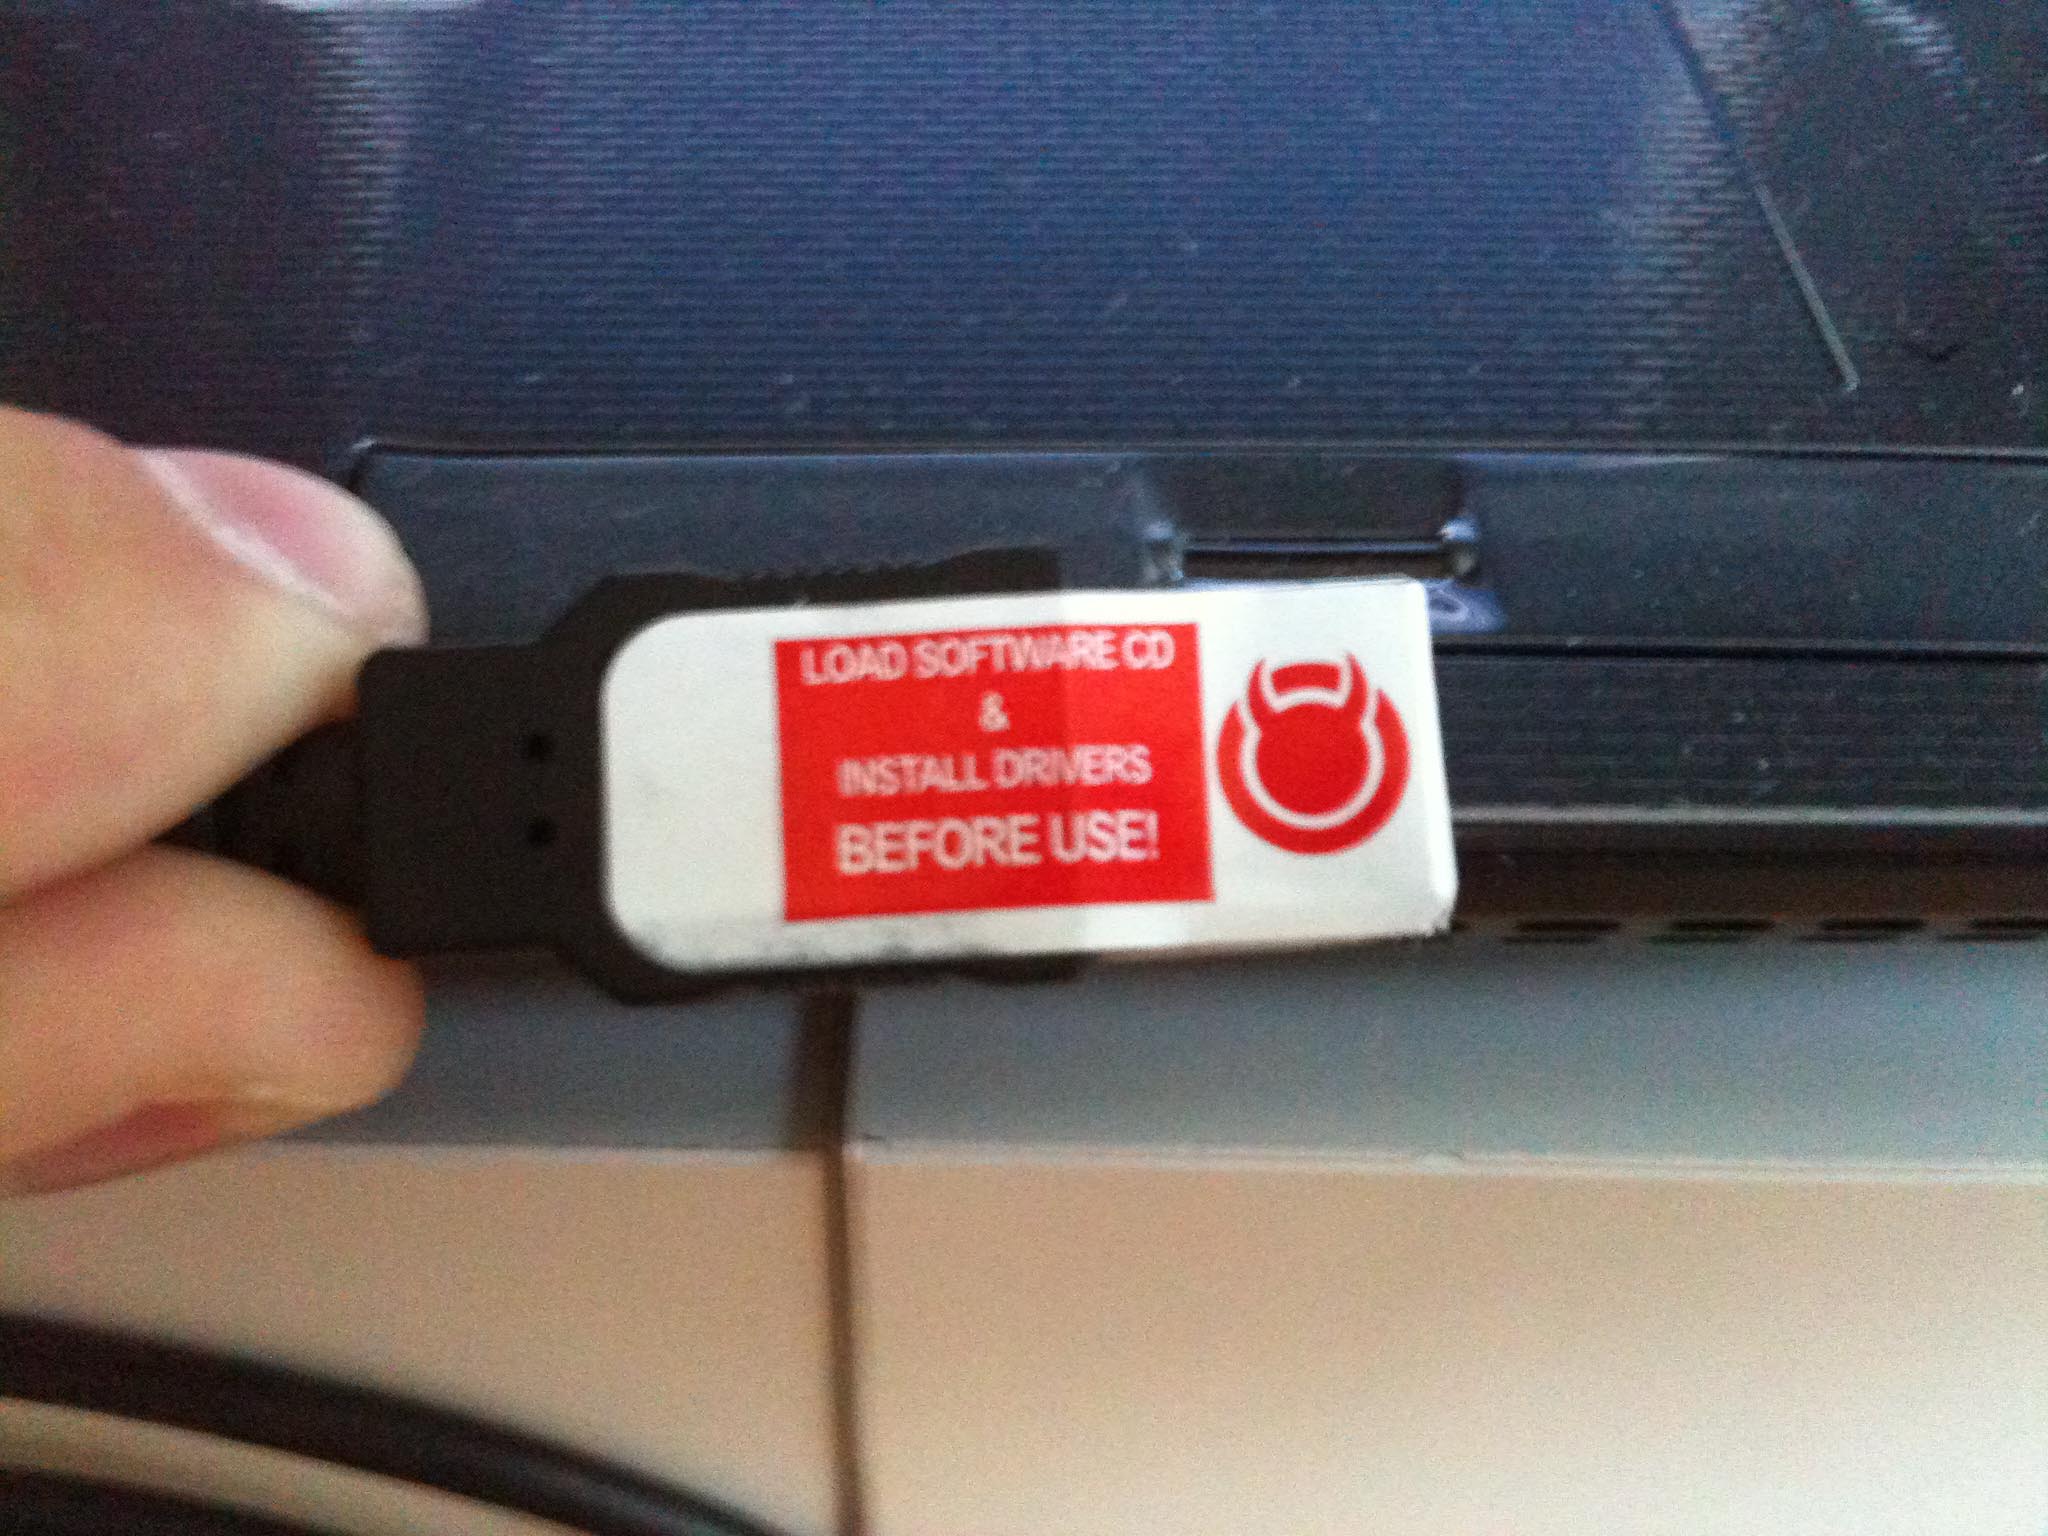 LOAD SOFTWARE CD
&
INSTALL DRIVERS
BEFORE USE!